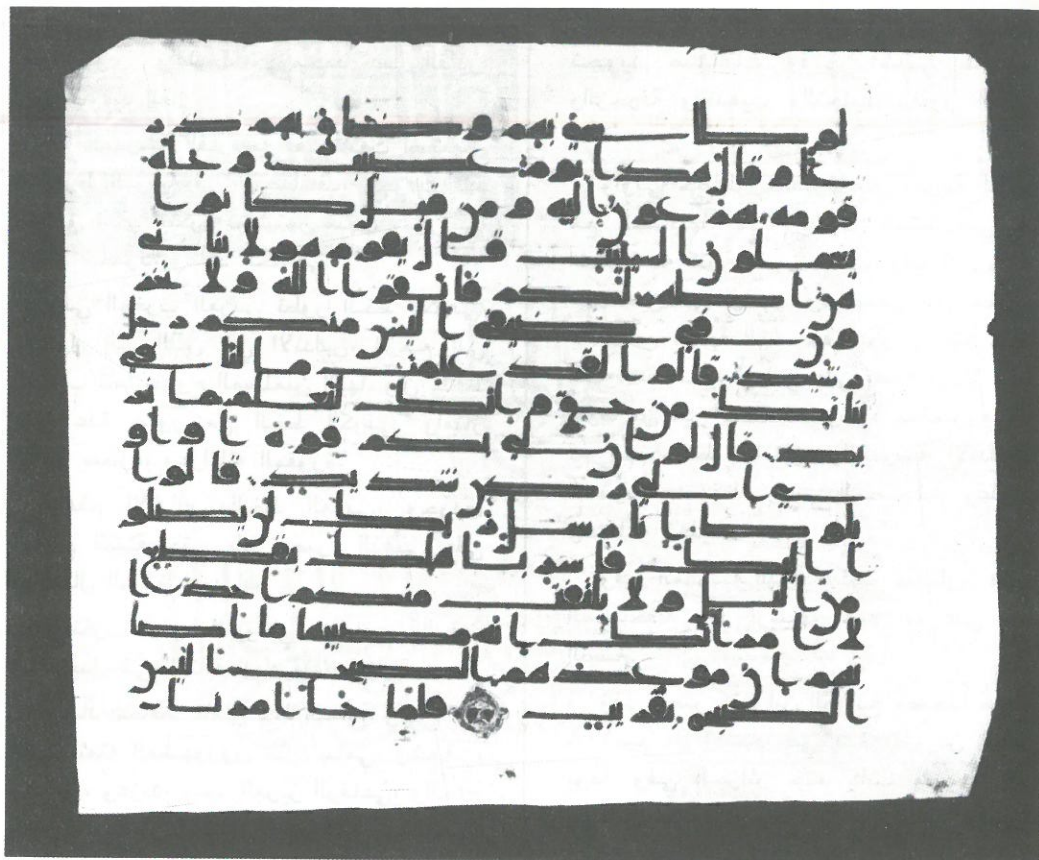 لوطا سى بهم وضاق بهم ذر
عا وقال هذا يوم عصيب وجاه
قومه يهرعون اليه ومن قبل كانوا
يعملون السيات قال يقوم هولا بناتى
هن اطهر لكم فاتقوا الله ولا تخز
ون فى ضيفى اليس منكم رجل
رشيد قالوا لقد علمت ما لنا فى
بناتك من حق وانك لتعلم ما نر
يد قال لو ان لى بكم قوة او او
ى الى ركن شديد قالوا
يلوط انا رسل ربك لن يصلو
ا اليك فاسر باهلك بقطع
من اليل ولا يلتفت منكم احد ا
لا امراتك انه مصيبها ما اصا
بهم ان موعدهم الصبح اليس
الصبح بقريب فلما جا امرنا